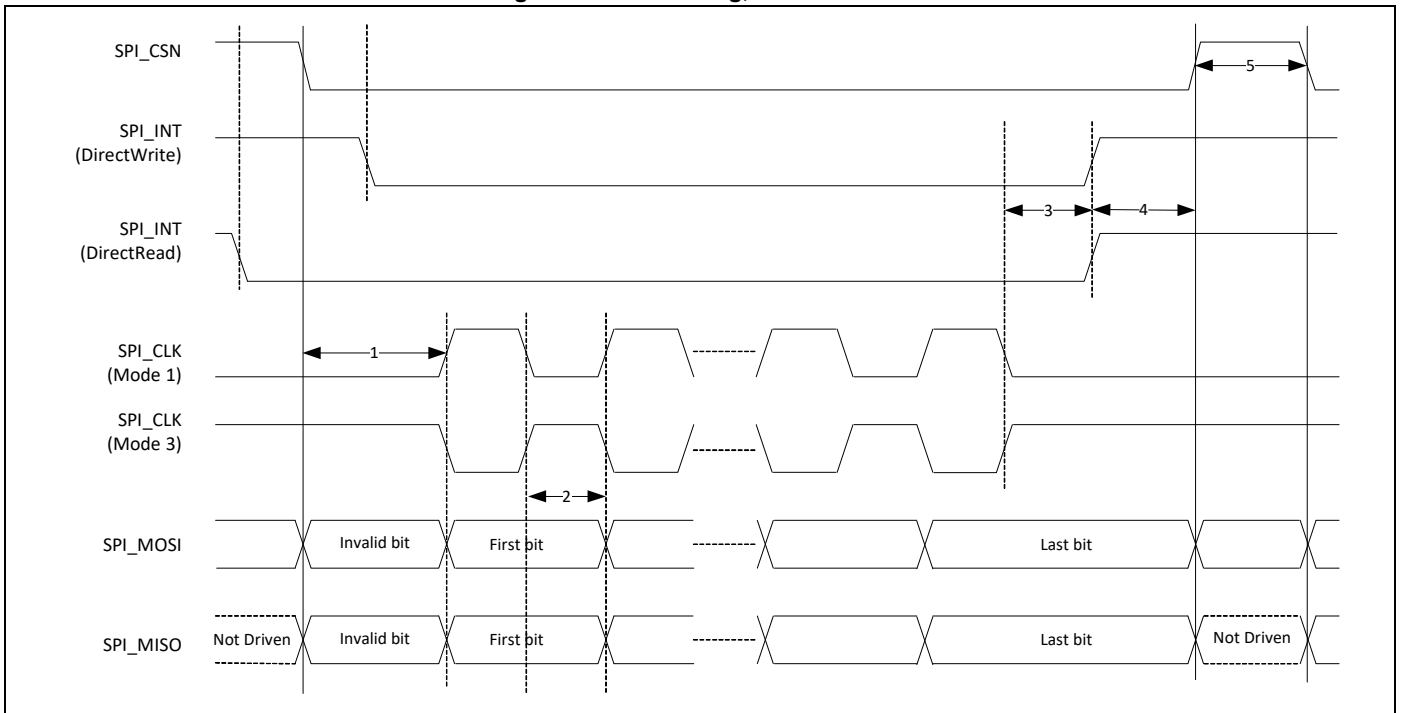 SPI_CSN
5
SPI_INT
(DirectWrite)
3
4
SPI_INT
(DirectRead)
SPI_CLK
(Mode 1)
1
SPI_CLK
(Mode 3)
2
SPI_MOSI
Invalid bit
First bit
Last bit
SPI_MISO
Not Driven
Invalid bit
First bit
Last bit
Not Driven